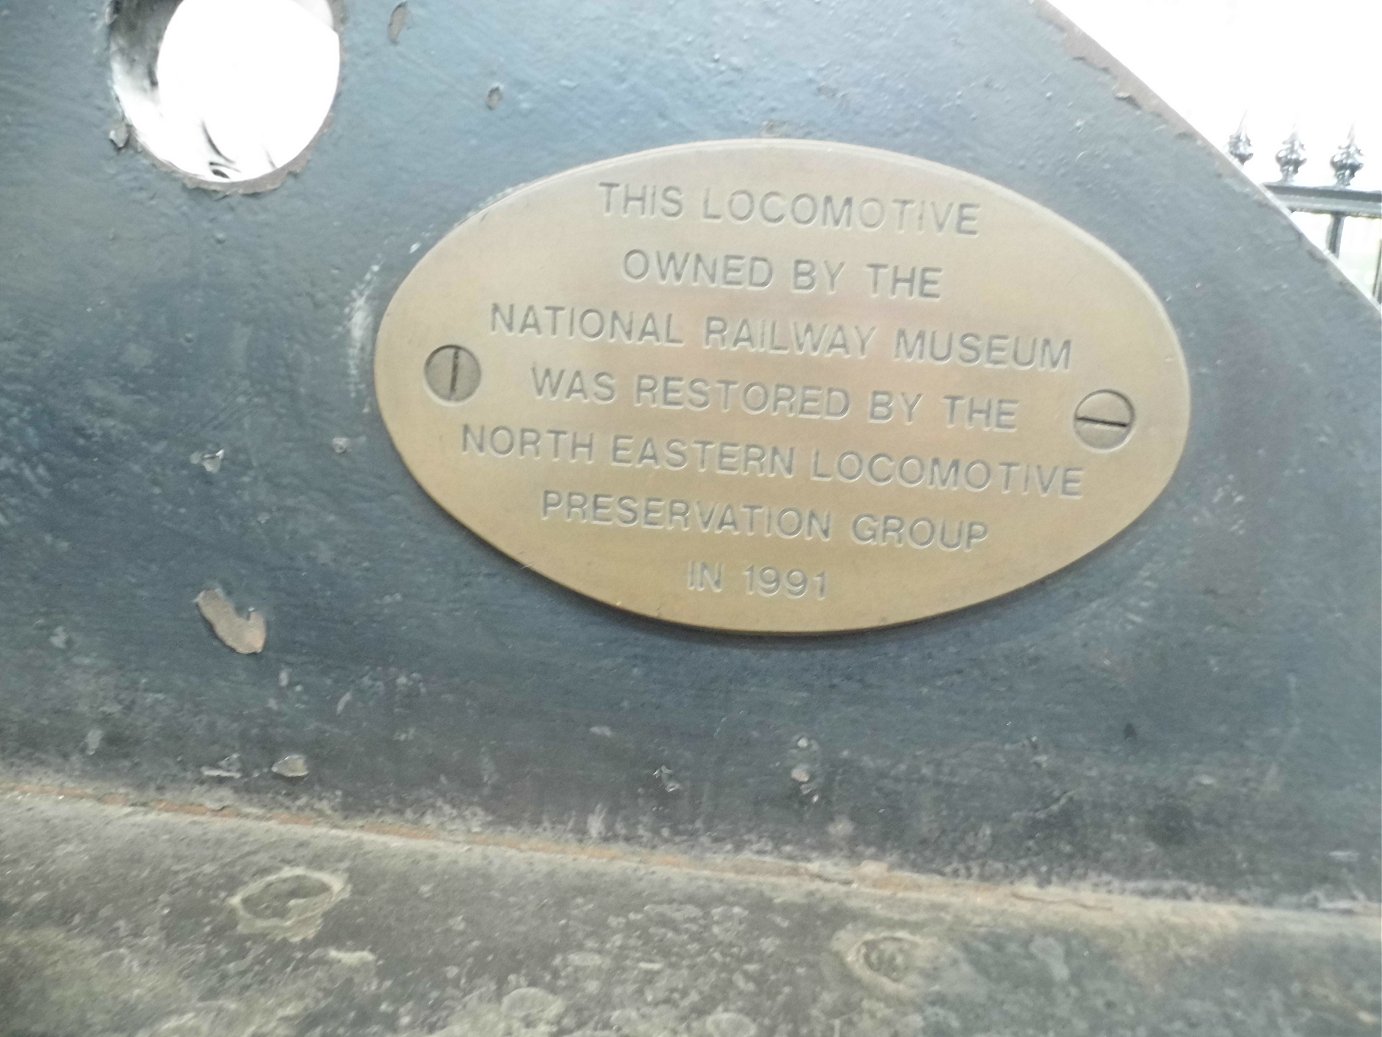 THIS LOCOMOTIVE
OWNED BY THE
NATIONAL RAILWAY MUSEUM
WAS RESTORED BY THE
NORTH EASTERN LOCOMOTIVE
PRESERVATION GROUP
IN 1991